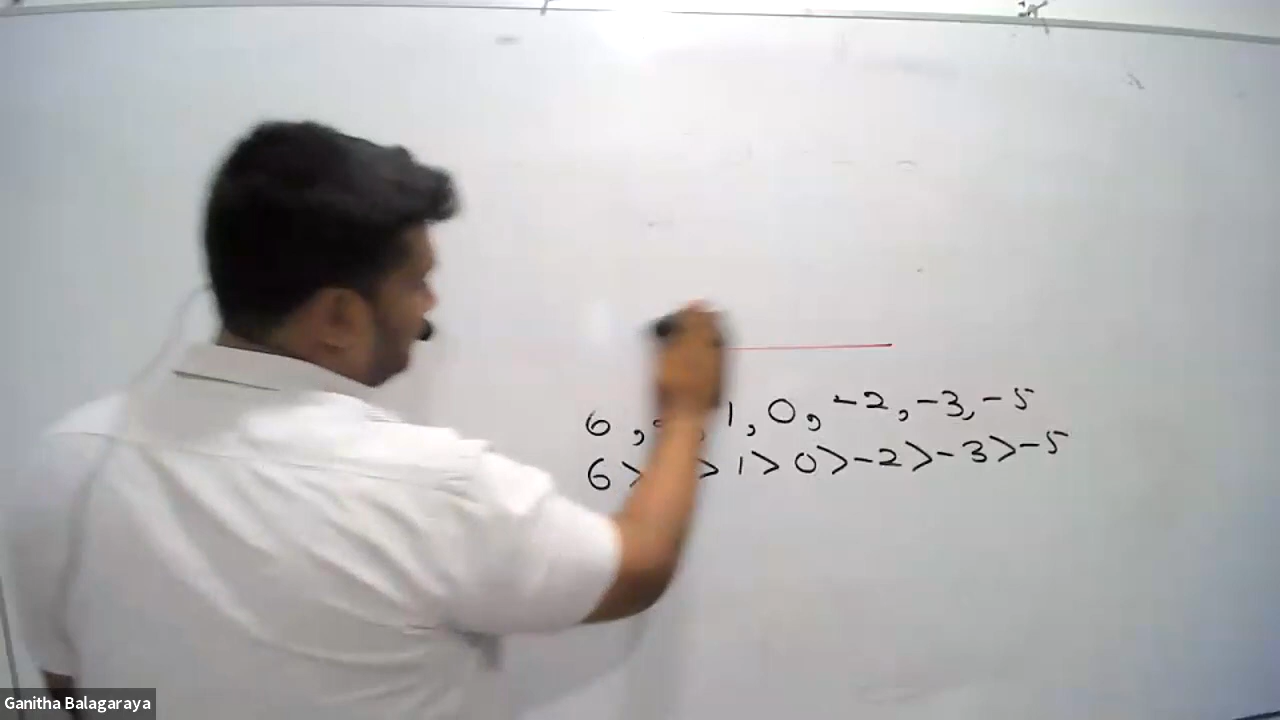 6 , , 1 , 0 , -2 , -3 , -5
6 > > 1 > 0 > -2 > -3 > -5
Ganitha Balagaraya